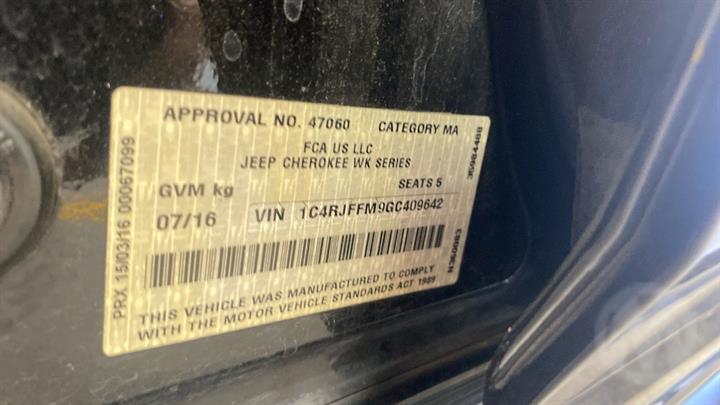 APPROVAL NO. 47060 CATEGORY MA
FCA US LLC
JEEP CHEROKEE WK SERIES
GVM kg SEATS 5
07/16 VIN 1C4RJFFM9GC409642
THIS VEHICLE WAS MANUFACTURED TO COMPLY
WITH THE MOTOR VEHICLE STANDARDS ACT 1989
PRX 15/03/16 00067099
35984488
N360083